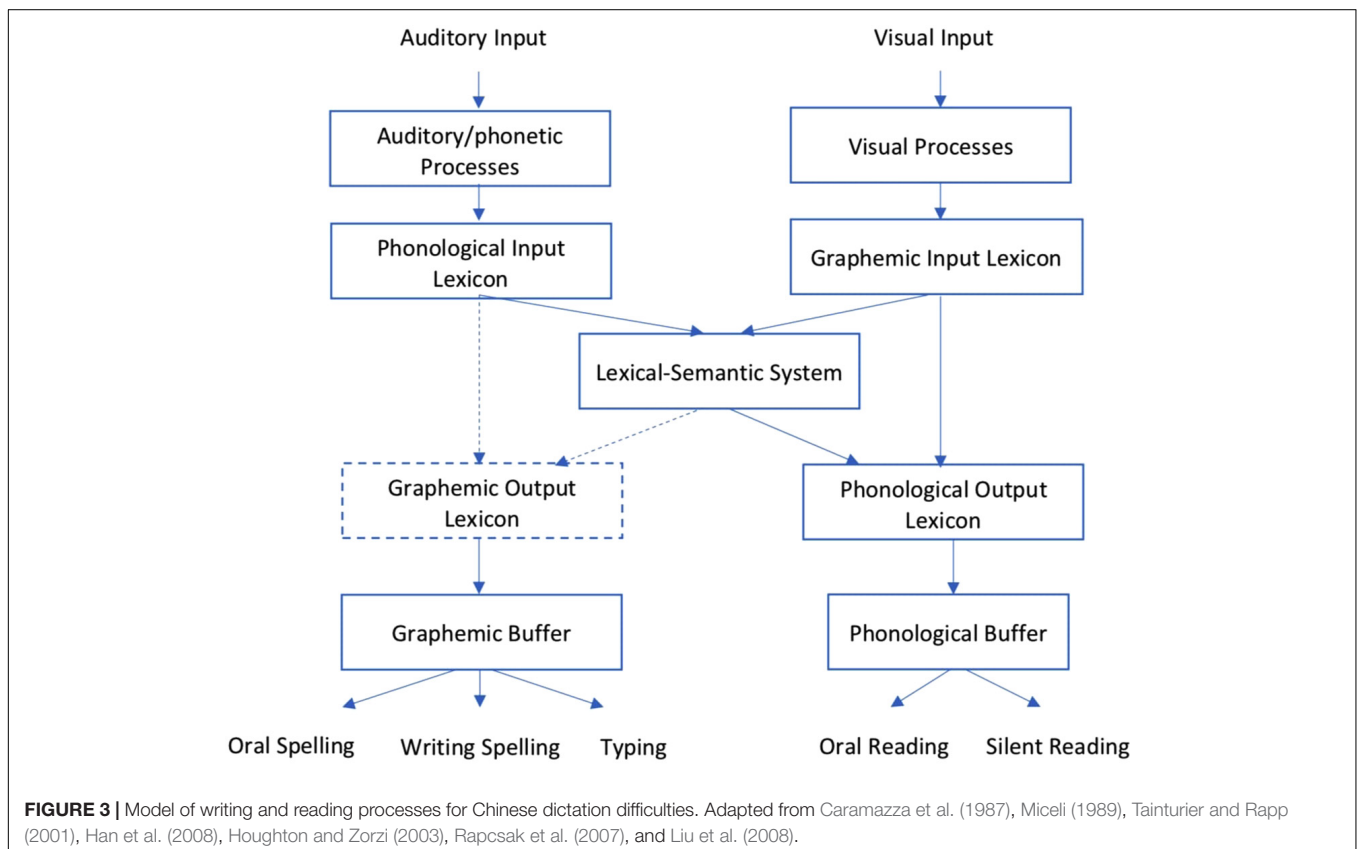 Auditory Input
Visual Input
Auditory/phonetic
Processes
Visual Processes
Phonological Input
Lexicon
Graphemic Input Lexicon
Lexical-Semantic System
Graphemic Output
Lexicon
Phonological Output
Lexicon
Graphemic Buffer
Phonological Buffer
Oral Spelling
Writing Spelling
Typing
Oral Reading
Silent Reading
FIGURE 3 | Model of writing and reading processes for Chinese dictation difficulties. Adapted from Caramazza et al. (1987), Miceli (1989), Tainturier and Rapp
(2001), Han et al. (2008), Houghton and Zorzi (2003), Rapcsak et al. (2007), and Liu et al. (2008).